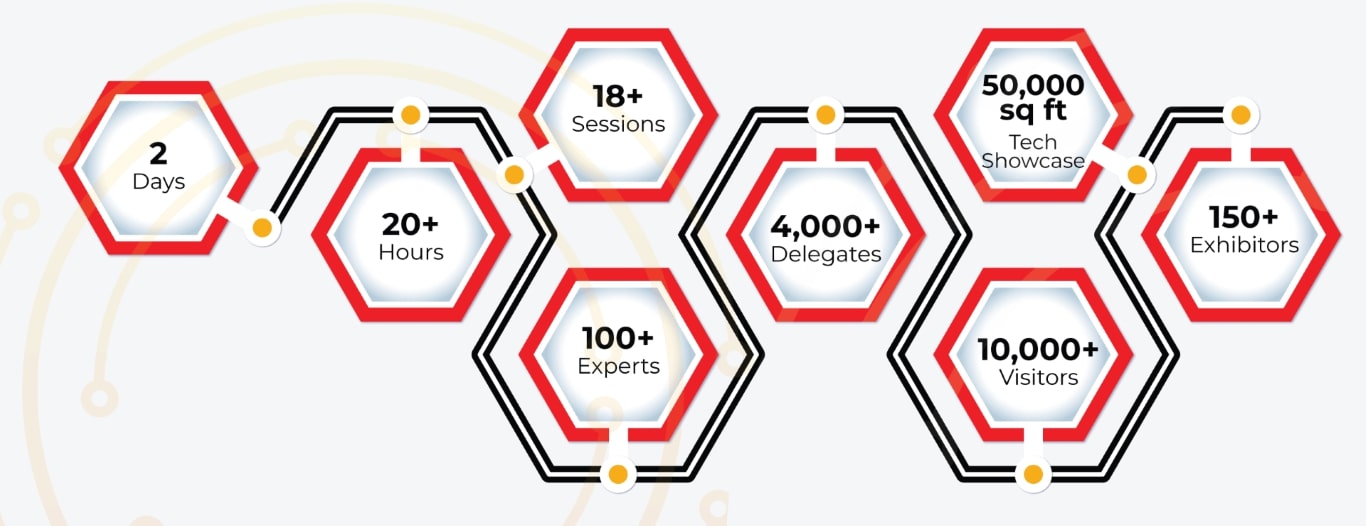 2
Days
20+
Hours
18+
Sessions
100+
Experts
4,000+
Delegates
50,000
sq ft
Tech
Showcase
10,000+
Visitors
150+
Exhibitors